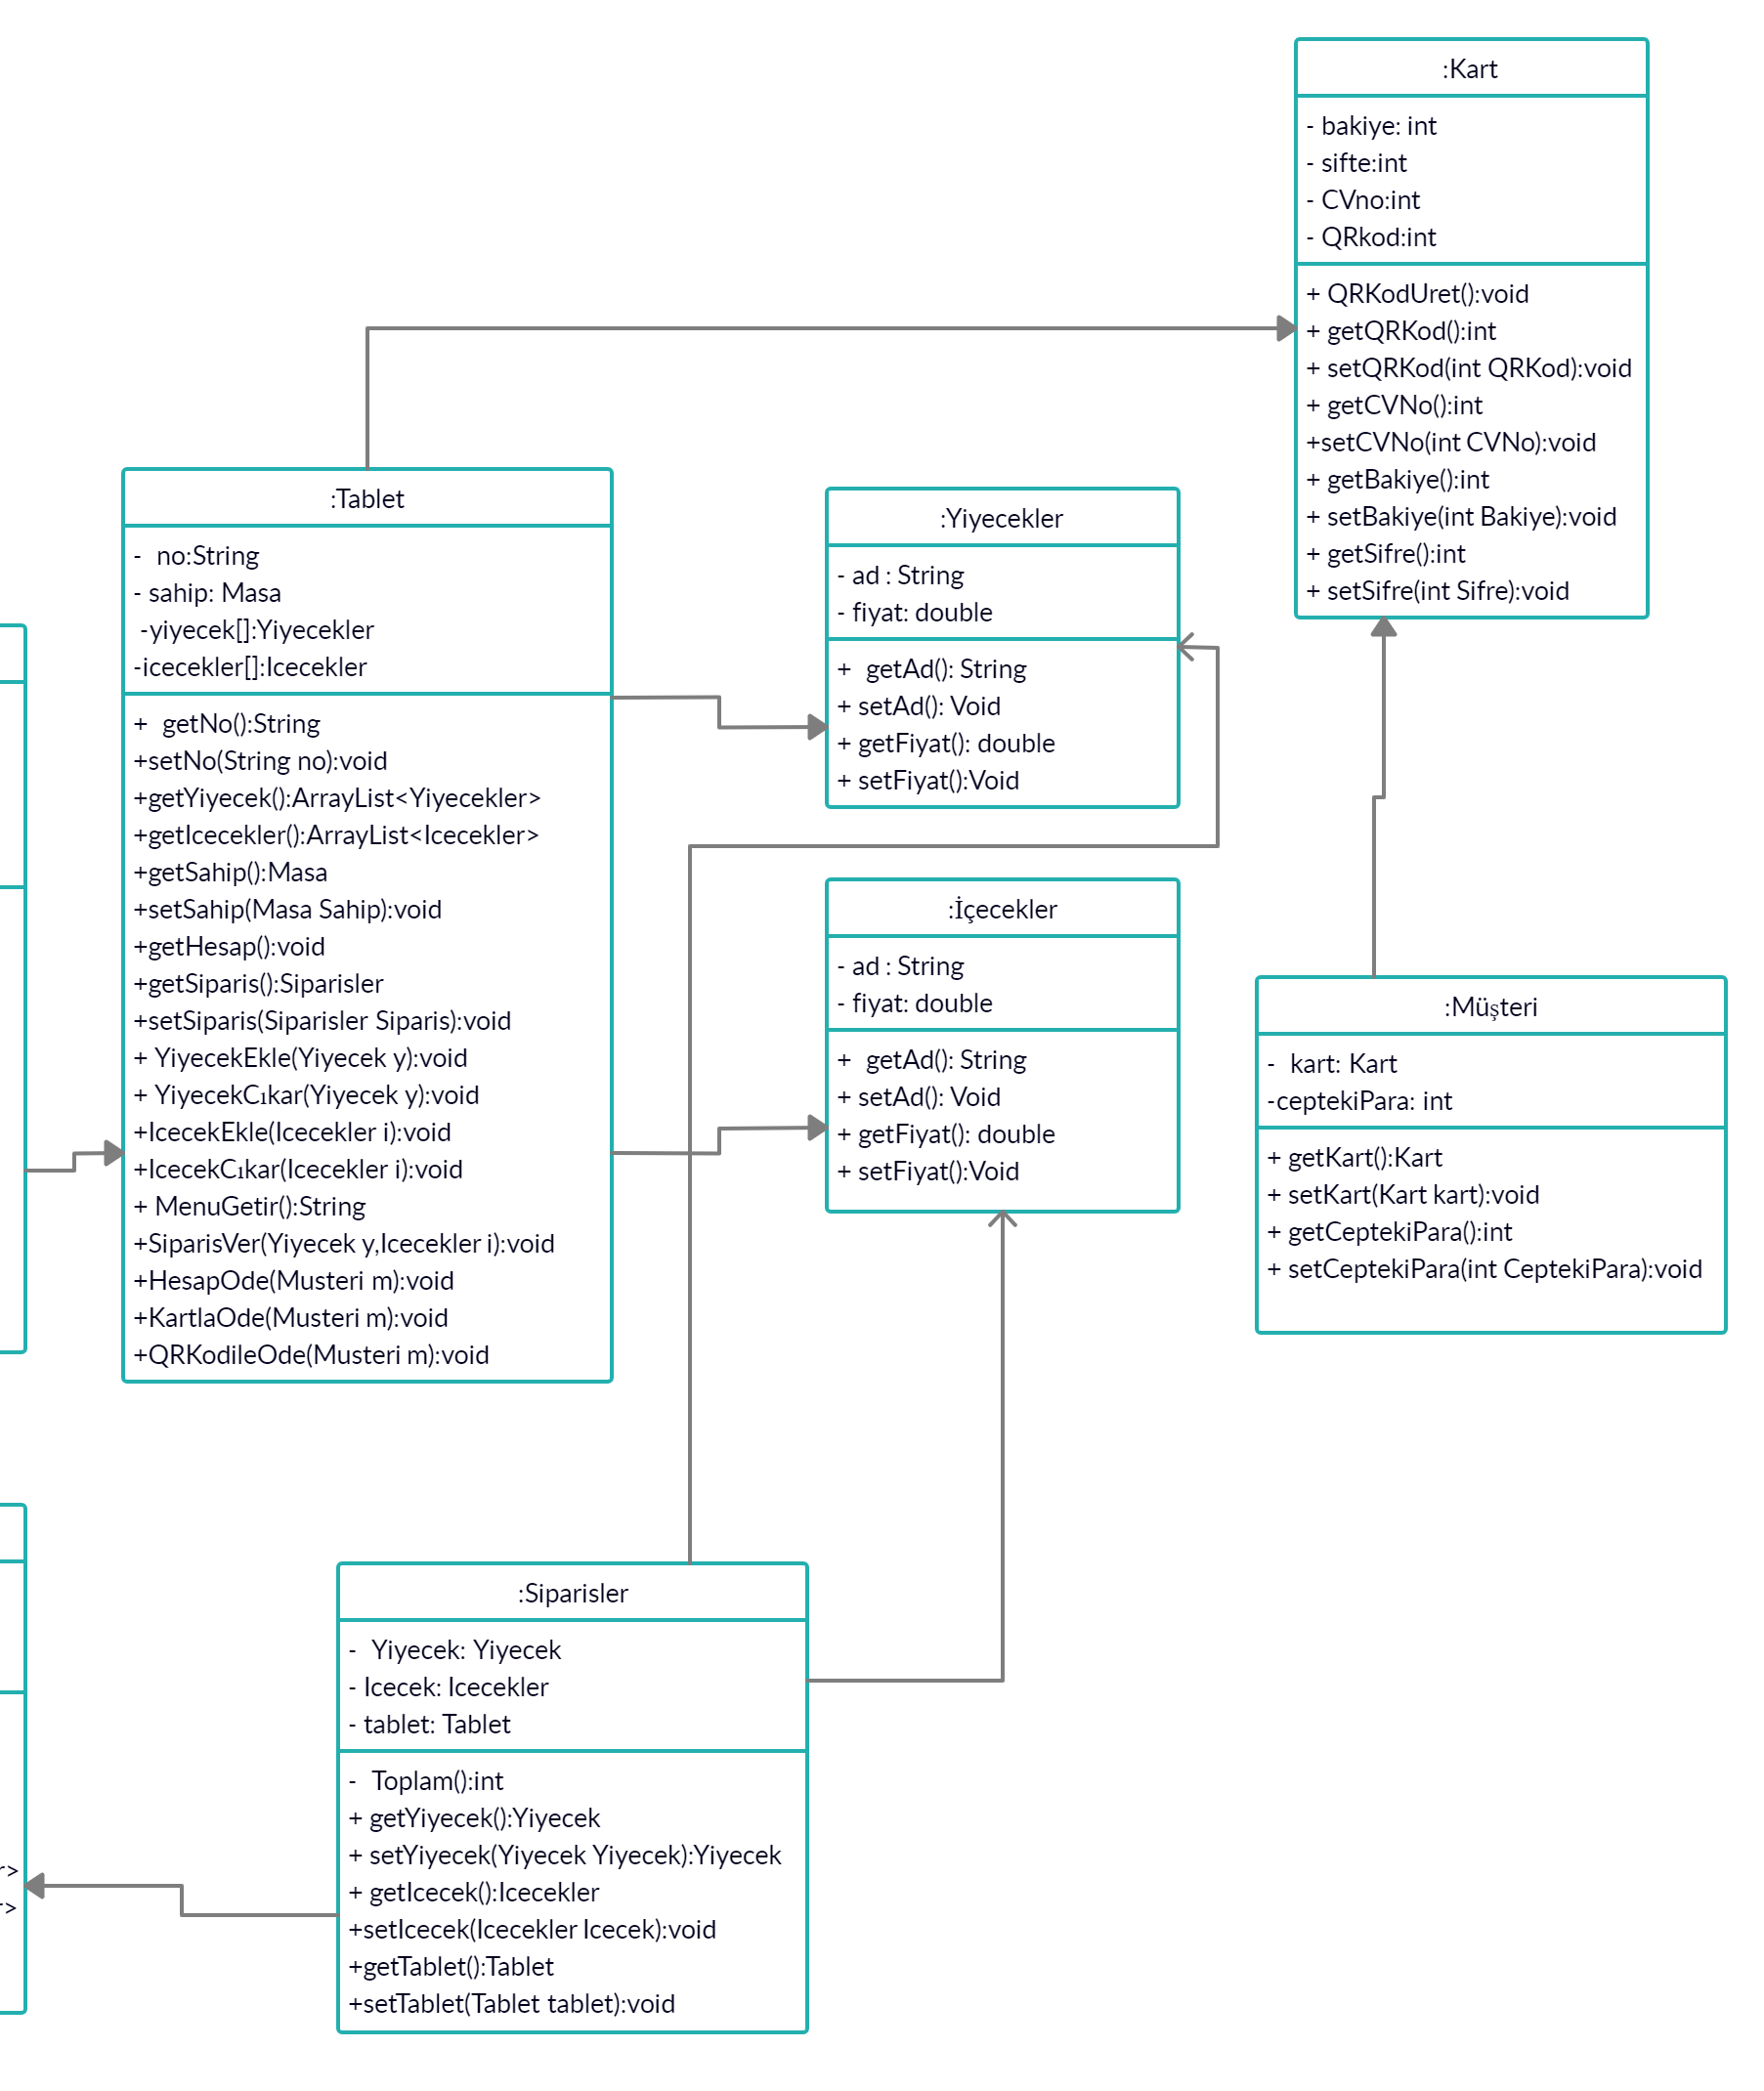 :Kart
- bakiye: int
- sifte:int
- CVno:int
- QRkod:int
+ QRKodUret():void
+ getQRKod():int
+ setQRKod(int QRKod):void
+ getCVNo():int
+setCVNo(int CVNo):void
+ getBakiye():int
+ setBakiye(int Bakiye):void
+ getSifre():int
+ setSifre(int Sifre):void
:Tablet
- no:String
- sahip: Masa
-yiyecek[]:Yiyecekler
-icecekler[]:Icecekler
+ getNo():String
+setNo(String no):void
+getYiyecek():ArrayList<Yiyecekler>
+getIcecekler():ArrayList<Icecekler>
+getSahip():Masa
+setSahip(Masa Sahip):void
+getHesap():void
+getSiparis():Siparisler
+setSiparis(Siparisler Siparis):void
+ YiyecekEkle(Yiyecek y):void
+ YiyecekCıkar(Yiyecek y):void
+IcecekEkle(Icecekler i):void
+IcecekCıkar(Icecekler i):void
+ MenuGetir():String
+SiparisVer(Yiyecek y,Icecekler i):void
+HesapOde(Musteri m):void
+KartlaOde(Musteri m):void
+QRKodileOde(Musteri m):void
:Yiyecekler
- ad : String
- fiyat: double
+ getAd(): String
+ setAd(): Void
+ getFiyat(): double
+ setFiyat():Void
:İçecekler
- ad : String
- fiyat: double
+ getAd(): String
+ setAd(): Void
+ getFiyat(): double
+ setFiyat():Void
:Müşteri
- kart: Kart
-ceptekiPara: int
+ getKart():Kart
+ setKart(Kart kart):void
+ getCeptekiPara():int
+ setCeptekiPara(int CeptekiPara):void
:Siparisler
- Yiyecek: Yiyecek
- Icecek: Icecekler
- tablet: Tablet
- Toplam():int
+ getYiyecek():Yiyecek
+ setYiyecek(Yiyecek Yiyecek):Yiyecek
+ getIcecek():Icecekler
+setIcecek(Icecekler Icecek):void
+getTablet():Tablet
+setTablet(Tablet tablet):void
r>
r>